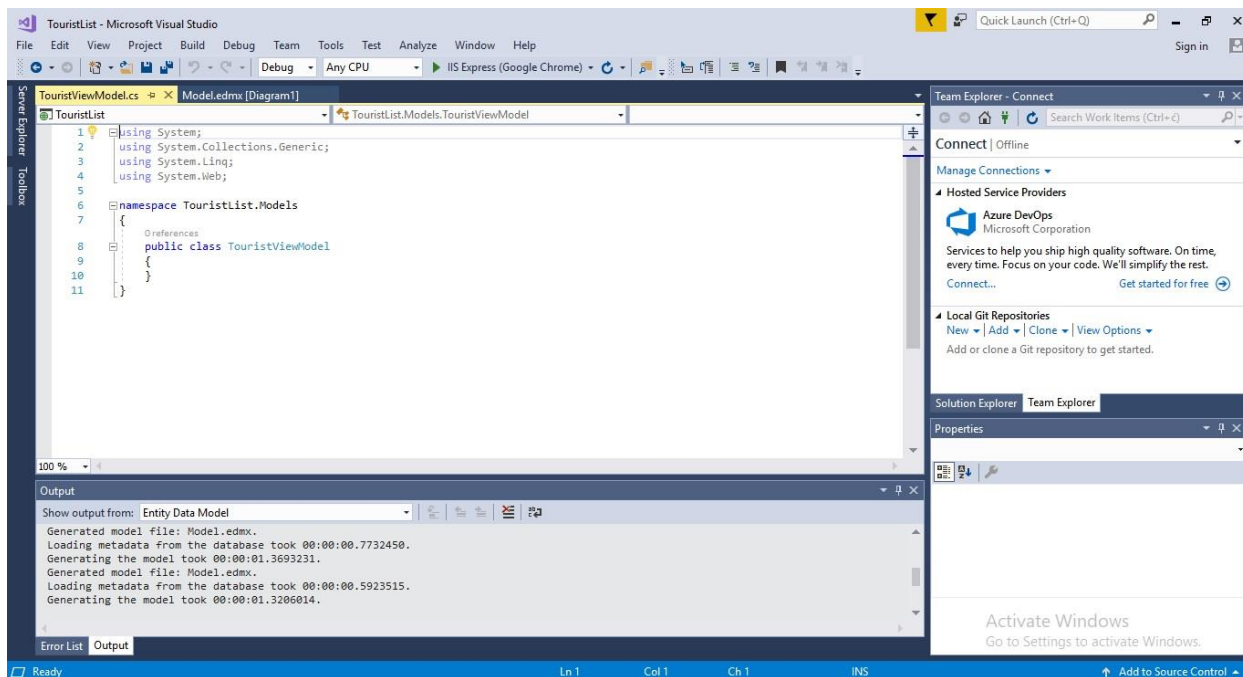 TouristList - Microsoft Visual Studio
Quick Launch (Ctrl+Q)
File Edit View Project Build Debug Team Tools Test Analyze Window Help
Sign in
Debug Any CPU IIS Express (Google Chrome)
Server Explorer
Toolbox
TouristViewModel.cs Model.edmx [Diagram1]
TouristList TouristList.Models.TouristViewModel
1 using System;
2 using System.Collections.Generic;
3 using System.Linq;
4 using System.Web;
5
6 namespace TouristList.Models
7 {
0 references
8 public class TouristViewModel
9 {
10 }
11 }
100 %
Output
Show output from: Entity Data Model
Generated model file: Model.edmx.
Loading metadata from the database took 00:00:00.7732450.
Generating the model took 00:00:01.3693231.
Generated model file: Model.edmx.
Loading metadata from the database took 00:00:00.5923515.
Generating the model took 00:00:01.3206014.
Error List Output
Team Explorer - Connect
Search Work Items (Ctrl+ć)
Connect | Offline
Manage Connections
Hosted Service Providers
Azure DevOps
Microsoft Corporation
Services to help you ship high quality software. On time,
every time. Focus on your code. We'll simplify the rest.
Connect... Get started for free
Local Git Repositories
New Add Clone View Options
Add or clone a Git repository to get started.
Solution Explorer Team Explorer
Properties
Activate Windows
Go to Settings to activate Windows.
Ready Ln 1 Col 1 Ch 1 INS Add to Source Control